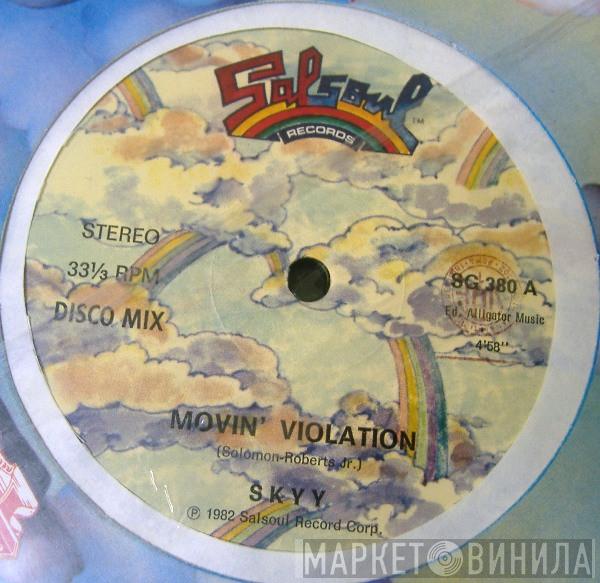 Salsoul
TM
RECORDS
STEREO
33⅓ RPM
DISCO MIX
SG 380 A
Ed. Alligator Music
4'58"
MOVIN' VIOLATION
(Solomon-Roberts Jr.)
SKYY
℗ 1982 Salsoul Record Corp.
МАРКЕТ ВИНИЛА